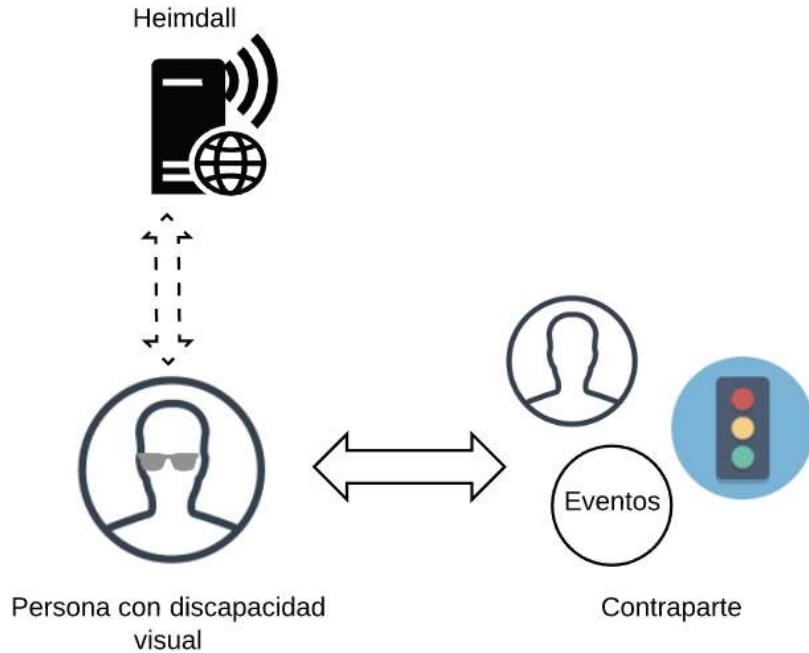 Heimdall
Eventos
Persona con discapacidad
visual
Contraparte